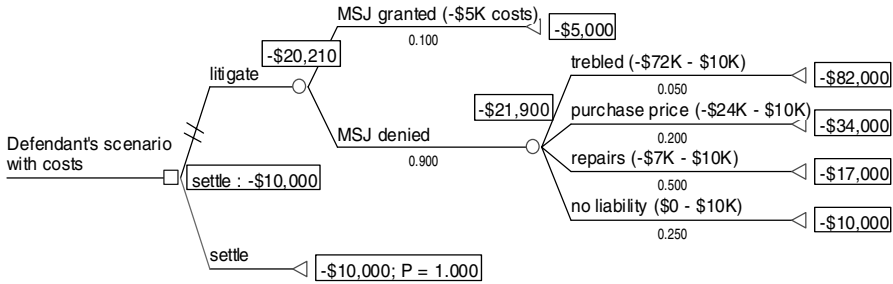 MSJ granted (-$5K costs)
0.100
-$5,000
-$20,210
litigate
trebled (-$72K - $10K)
0.050
-$82,000
-$21,900
purchase price (-$24K - $10K)
0.200
-$34,000
MSJ denied
0.900
Defendant's scenario
with costs
repairs (-$7K - $10K)
0.500
-$17,000
settle : -$10,000
no liability ($0 - $10K)
0.250
-$10,000
settle
-$10,000; P = 1.000